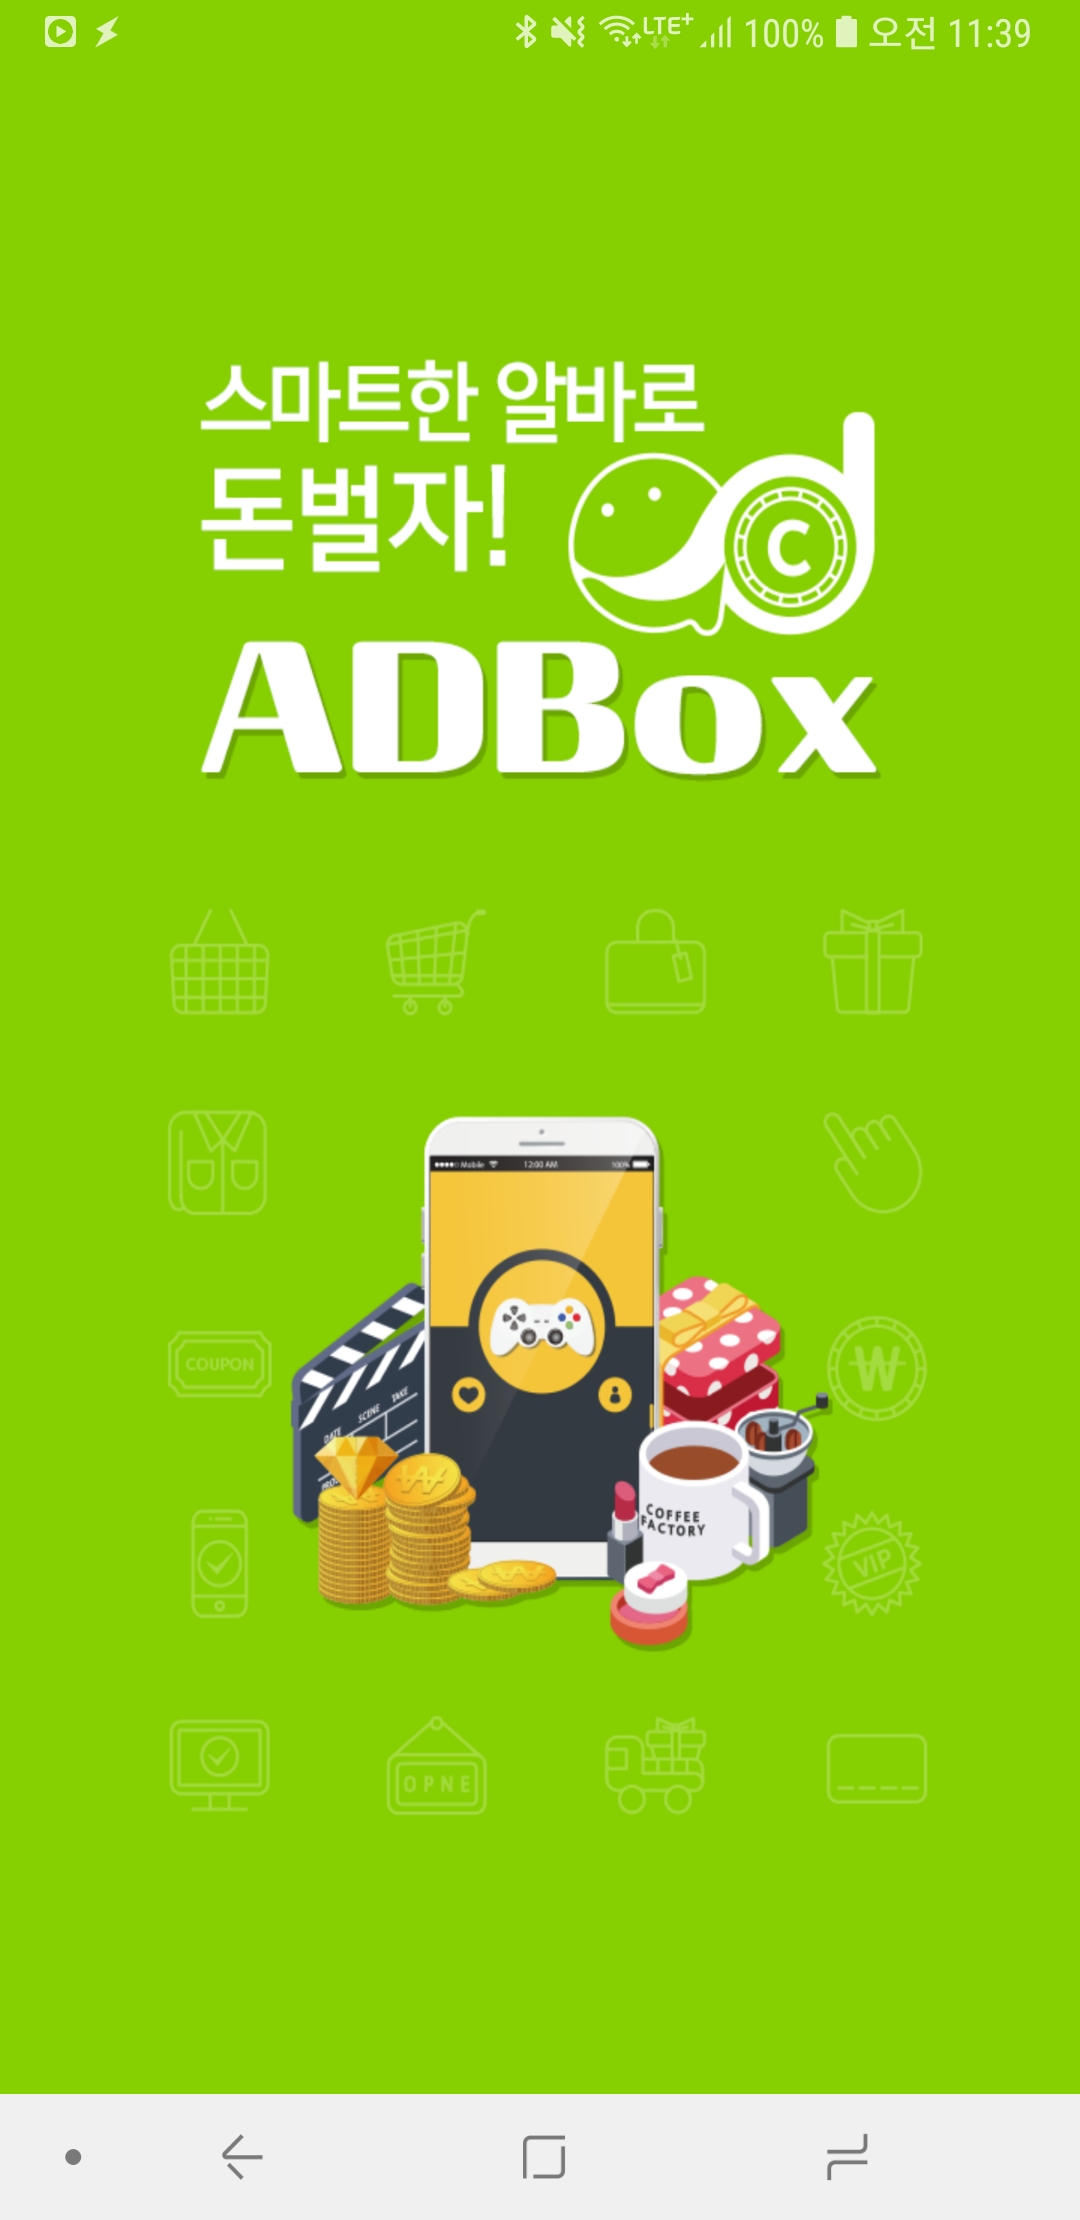 LTE+ 100% 오전 11:39
스마트한 알바로
돈벌자!
C
ADBox
Mobile 12:00 AM 100%
COUPON
W
DATE SCENE TAKE
W
COFFEE
FACTORY
VIP
OPNE